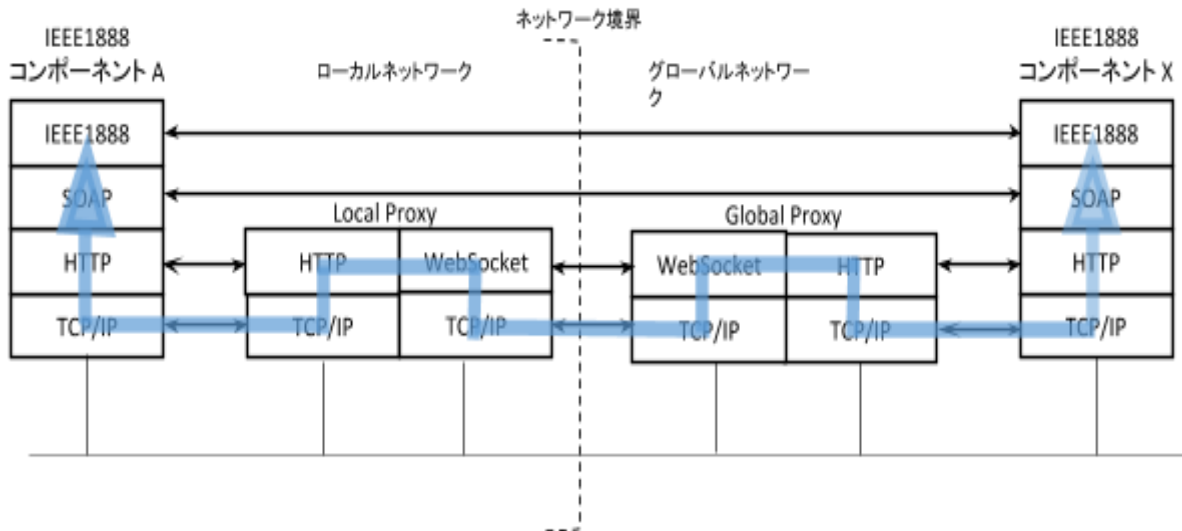 ネットワーク境界
IEEE1888
コンポーネント A
ローカルネットワーク
グローバルネットワー
ク
IEEE1888
コンポーネント X
IEEE1888
IEEE1888
SOAP
SOAP
Local Proxy
Global Proxy
HTTP
HTTP
WebSocket
WebSocket
HTTP
HTTP
TCP/IP
TCP/IP
TCP/IP
TCP/IP
TCP/IP
TCP/IP